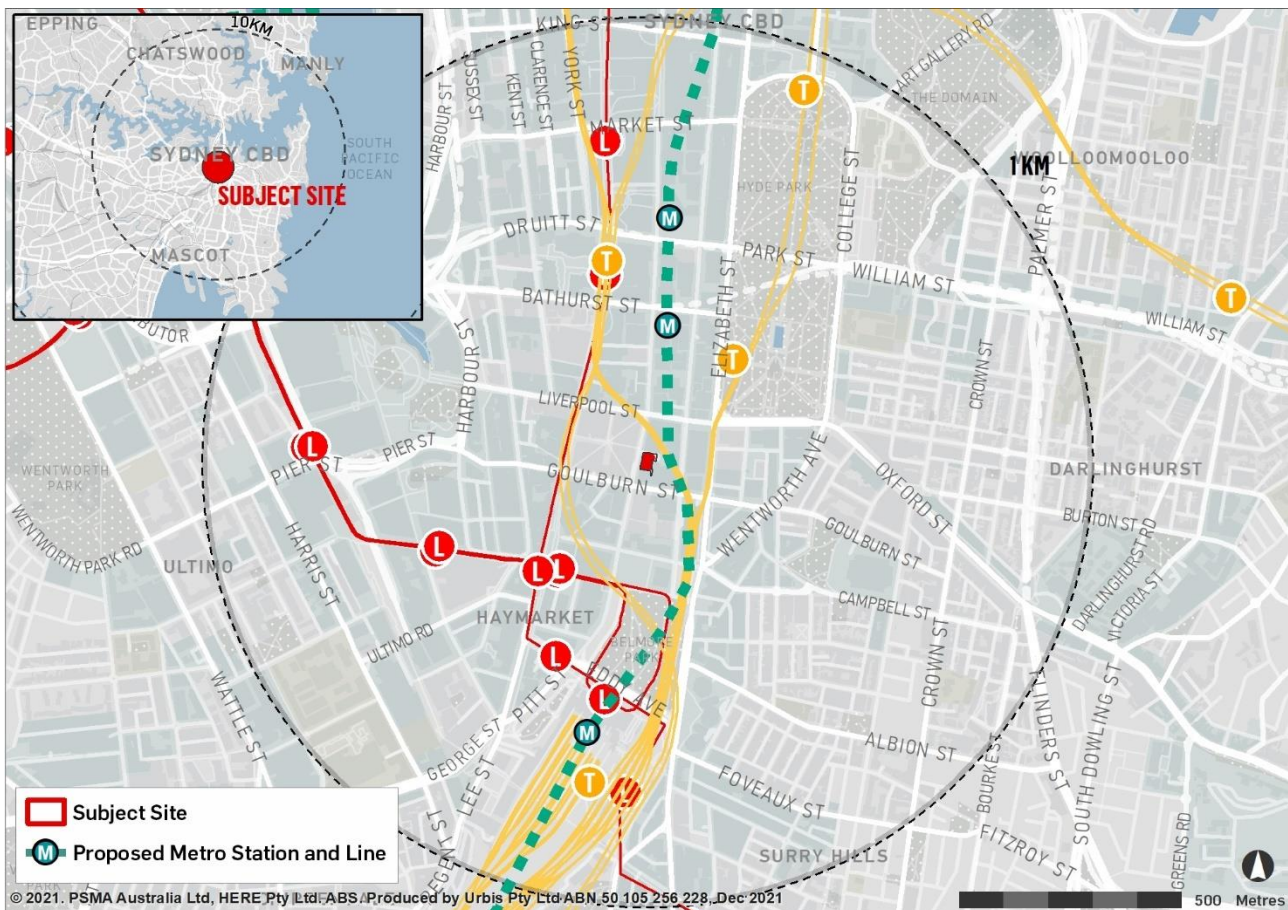 EPPING
10KM
CHATSWOOD
MANLY
SYDNEY CBD
SOUTH
PACIFIC
OCEAN
SUBJECT SITE
MASCOT
KING ST
SYDNEY CBD
YORK ST
CLARENCE ST
KENT ST
USSEY ST
HARBOUR ST
MARKET ST
L
T
ART GALLERY RD
THE DOMAIN
1 KM
WOOLLOOMOOLOO
HYDE PARK
COLLEGE ST
PALMER ST
M
DRUITT ST
T
PARK ST
WILLIAM ST
T
BATHURST ST
M
ELIZABETH ST
T
WILLIAM ST
BUTOR
HARBOUR ST
CROWN ST
LIVERPOOL ST
L
PIER ST
PIER ST
WENTWORTH
PARK
GOULBURN ST
WENTWORTH AVE
OXFORD ST
DARLINGHURST
BURTON ST
WENTWORTH PARK RD
HARRIS ST
GOULBURN ST
DARLINGHURST RD
VICTORIA ST
ULTIMO
L
L
L
HAYMARKET
CAMPBELL ST
ULTIMO RD
BELMORE
PARK
L
EDDY AVE
L
PITT ST
CROWN ST
FLINDERS ST
SOUTH DOWLING ST
WATTLE ST
M
GEORGE ST
LEE ST
T
ALBION ST
FOVEAUX ST
BOURKE ST
FITZROY ST
GREENS RD
SURRY HILLS
Subject Site
M Proposed Metro Station and Line
© 2021. PSMA Australia Ltd, HERE Pty Ltd, ABS. Produced by Urbis Pty Ltd ABN 50 105 256 228, Dec 2021
500 Metres